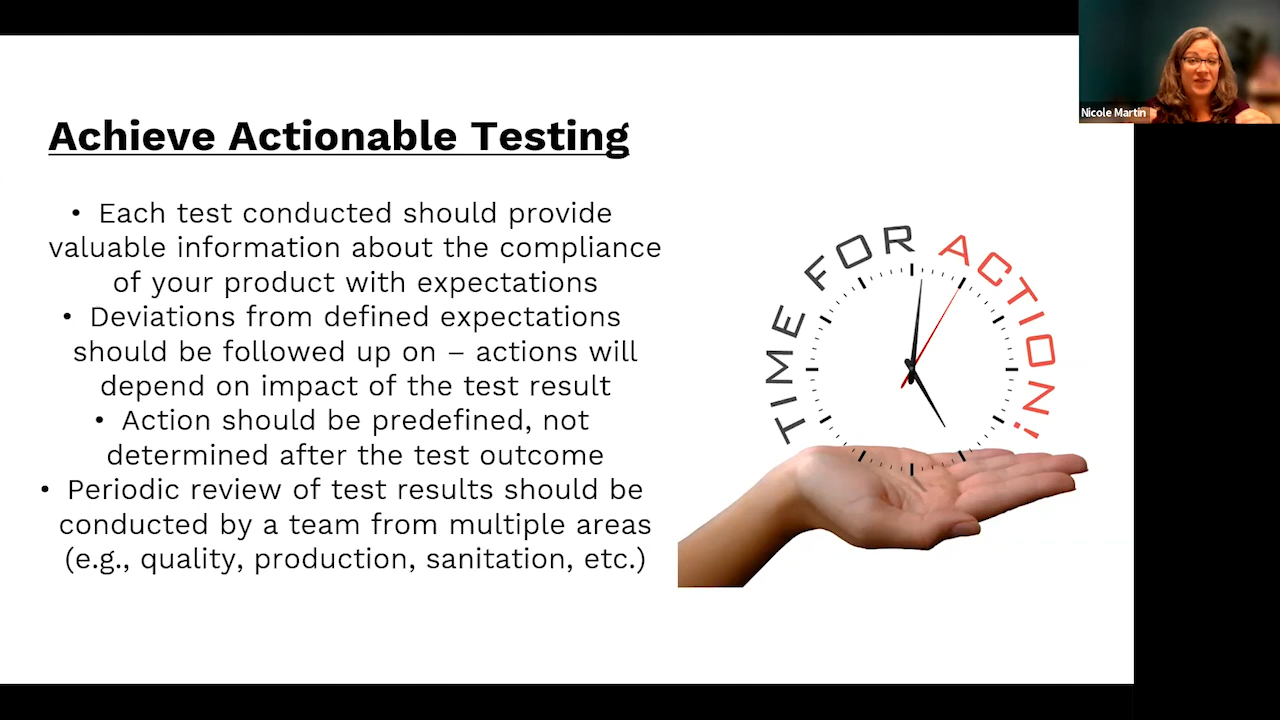 Nicole Martin
Achieve Actionable Testing
• Each test conducted should provide
valuable information about the compliance
of your product with expectations
• Deviations from defined expectations
should be followed up on – actions will
depend on impact of the test result
• Action should be predefined, not
determined after the test outcome
• Periodic review of test results should be
conducted by a team from multiple areas
(e.g., quality, production, sanitation, etc.)
TIME FOR ACTION!